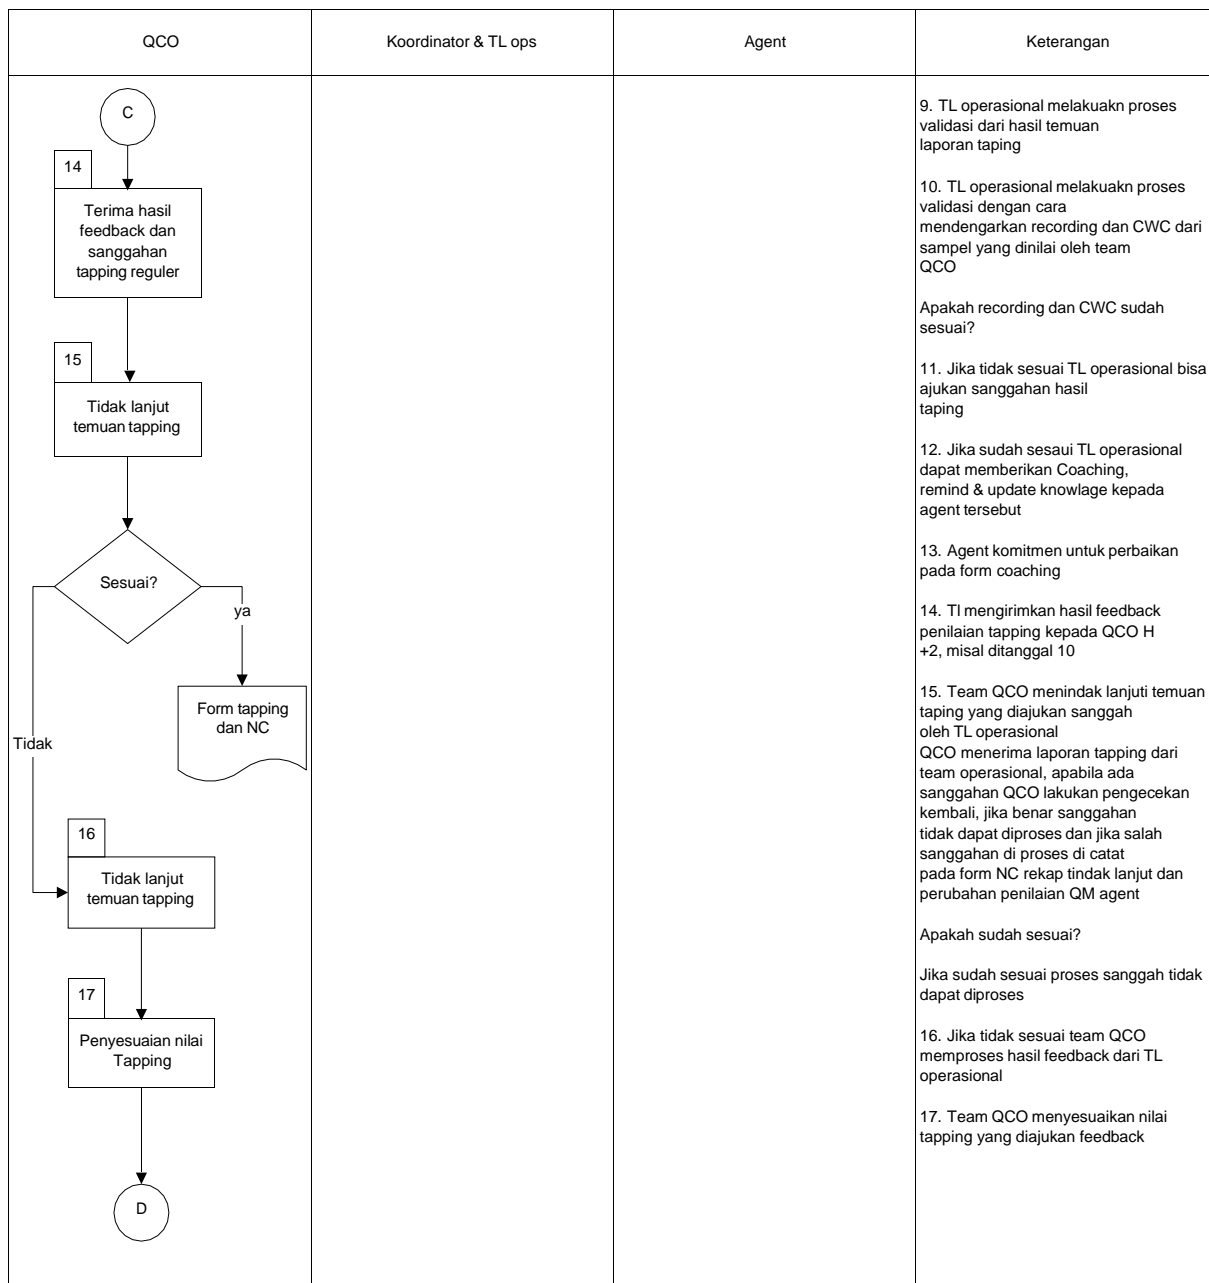 QCO
Koordinator & TL ops
Agent
Keterangan
C
14
Terima hasil
feedback dan
sanggahan
tapping reguler
15
Tidak lanjut
temuan tapping
Sesuai?
ya
Form tapping
dan NC
Tidak
16
Tidak lanjut
temuan tapping
17
Penyesuaian nilai
Tapping
D
9. TL operasional melakuakn proses
validasi dari hasil temuan
laporan taping
10. TL operasional melakuakn proses
validasi dengan cara
mendengarkan recording dan CWC dari
sampel yang dinilai oleh team
QCO
Apakah recording dan CWC sudah
sesuai?
11. Jika tidak sesuai TL operasional bisa
ajukan sanggahan hasil
taping
12. Jika sudah sesaui TL operasional
dapat memberikan Coaching,
remind & update knowlage kepada
agent tersebut
13. Agent komitmen untuk perbaikan
pada form coaching
14. Tl mengirimkan hasil feedback
penilaian tapping kepada QCO H
+2, misal ditanggal 10
15. Team QCO menindak lanjuti temuan
taping yang diajukan sanggah
oleh TL operasional
QCO menerima laporan tapping dari
team operasional, apabila ada
sanggahan QCO lakukan pengecekan
kembali, jika benar sanggahan
tidak dapat diproses dan jika salah
sanggahan di proses di catat
pada form NC rekap tindak lanjut dan
perubahan penilaian QM agent
Apakah sudah sesuai?
Jika sudah sesuai proses sanggah tidak
dapat diproses
16. Jika tidak sesuai team QCO
memproses hasil feedback dari TL
operasional
17. Team QCO menyesuaikan nilai
tapping yang diajukan feedback